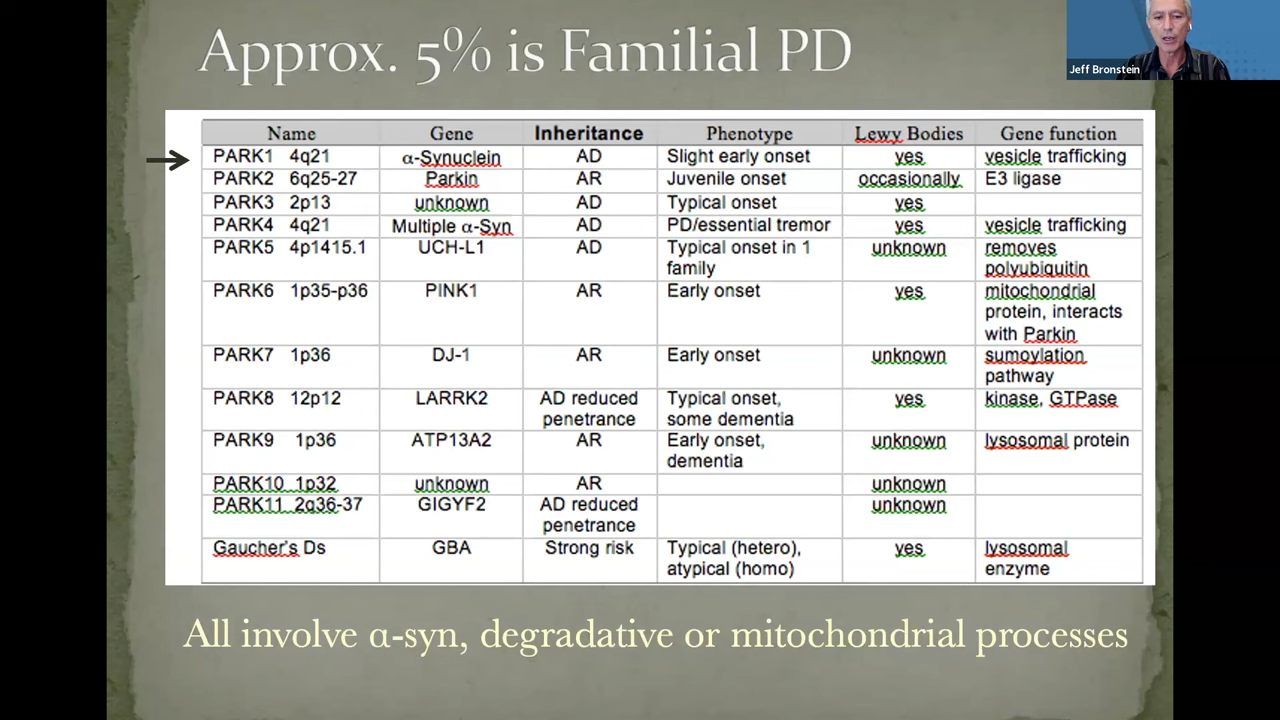 Approx. 5% is Familial PD
Jeff Bronstein
Name Gene Inheritance Phenotype Lewy Bodies Gene function
PARK1 4q21 α-Synuclein AD Slight early onset yes vesicle trafficking
PARK2 6q25-27 Parkin AR Juvenile onset occasionally E3 ligase
PARK3 2p13 unknown AD Typical onset yes
PARK4 4q21 Multiple α-Syn AD PD/essential tremor yes vesicle trafficking
PARK5 4p1415.1 UCH-L1 AD Typical onset in 1 unknown removes
family polyubiquitin
PARK6 1p35-p36 PINK1 AR Early onset yes mitochondrial
protein, interacts
with Parkin
PARK7 1p36 DJ-1 AR Early onset unknown sumoylation
pathway
PARK8 12p12 LARRK2 AD reduced Typical onset, yes kinase, GTPase
penetrance some dementia
PARK9 1p36 ATP13A2 AR Early onset, unknown lysosomal protein
dementia
PARK10 1p32 unknown AR unknown
PARK11 2q36-37 GIGYF2 AD reduced unknown
penetrance
Gaucher's Ds GBA Strong risk Typical (hetero), yes lysosomal
atypical (homo) enzyme
All involve α-syn, degradative or mitochondrial processes